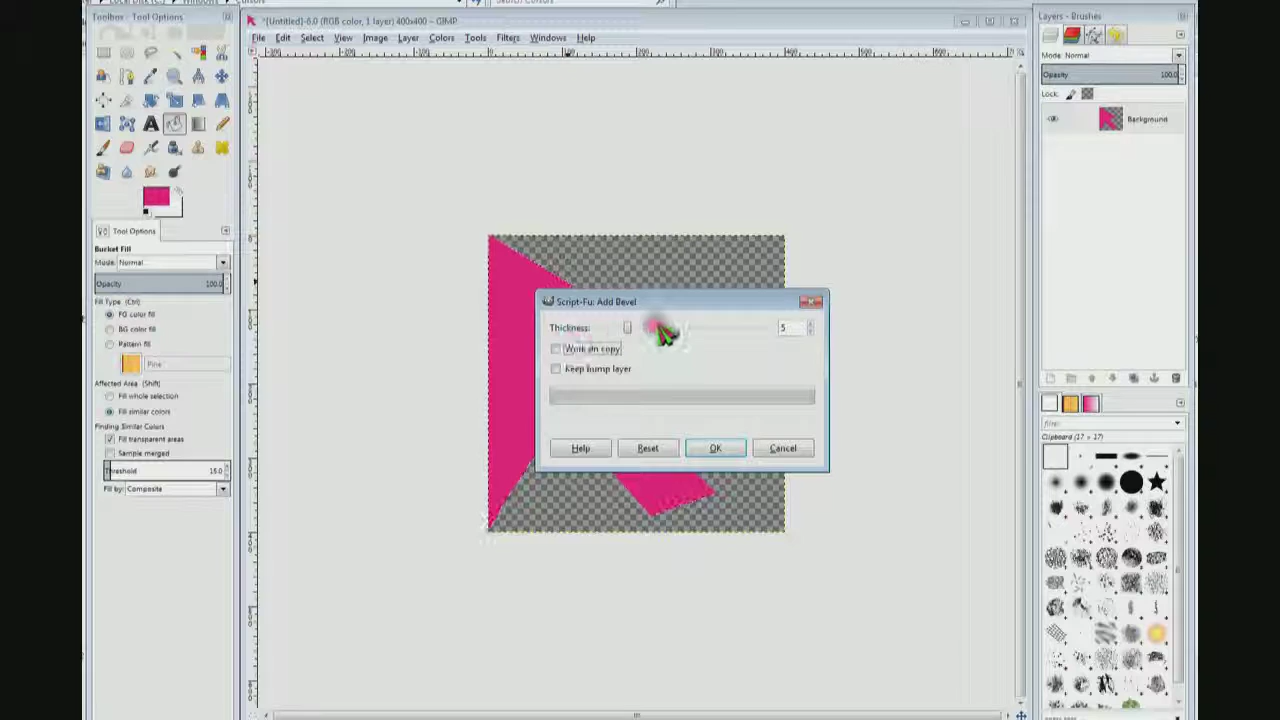 Toolbox - Tool Options
*[Untitled]-6.0 (RGB color, 1 layer) 400x400 – GIMP
Layers - Brushes
File Edit Select View Image Layer Colors Tools Filters Windows Help
Mode: Normal
Opacity 100.0
Lock:
Background
Tool Options
Bucket Fill
Mode: Normal
Opacity 100.0
Fill Type (Ctrl)
FG color fill
BG color fill
Pattern fill
Pine
Affected Area (Shift)
Fill whole selection
Fill similar colors
Finding Similar Colors
Fill transparent areas
Sample merged
Threshold 15.0
Fill by: Composite
Script-Fu: Add Bevel
Thickness: 5
Work on copy
Keep bump layer
Help Reset OK Cancel
filter
Clipboard (17 × 17)